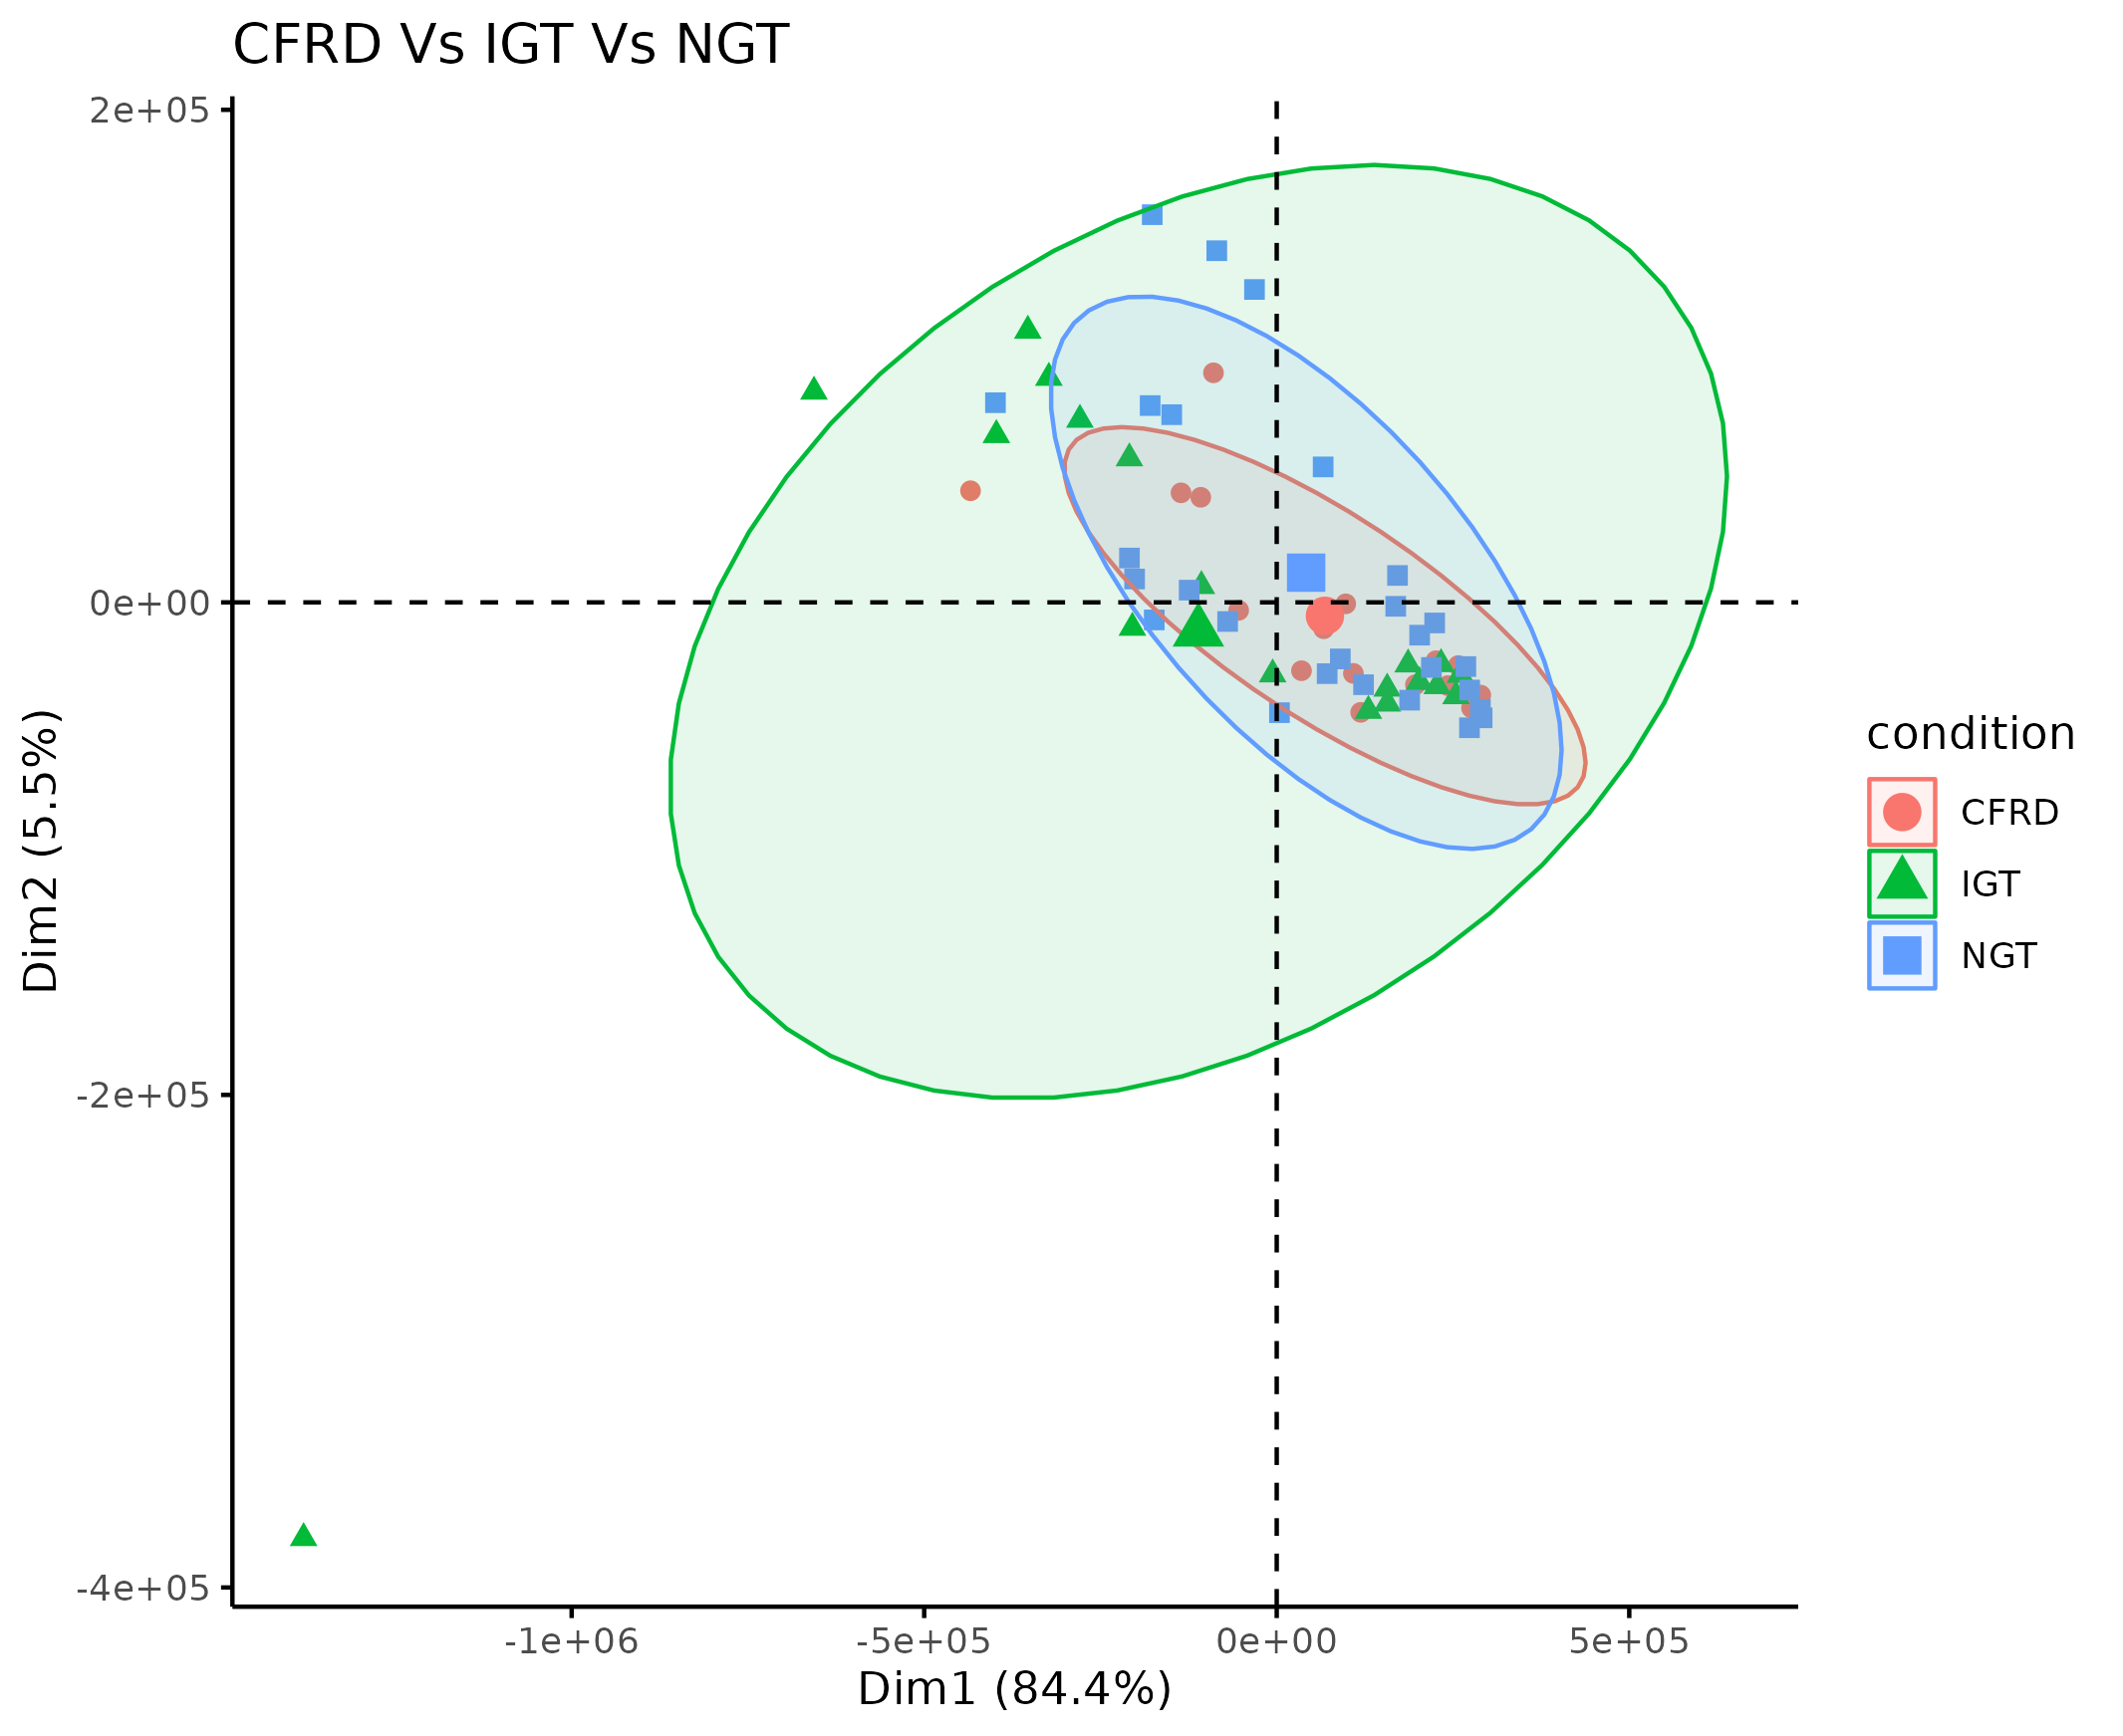 CFRD Vs IGT Vs NGT
2e+05
0e+00
-2e+05
-4e+05
Dim2 (5.5%)
-1e+06
-5e+05
0e+00
5e+05
Dim1 (84.4%)
condition
CFRD
IGT
NGT